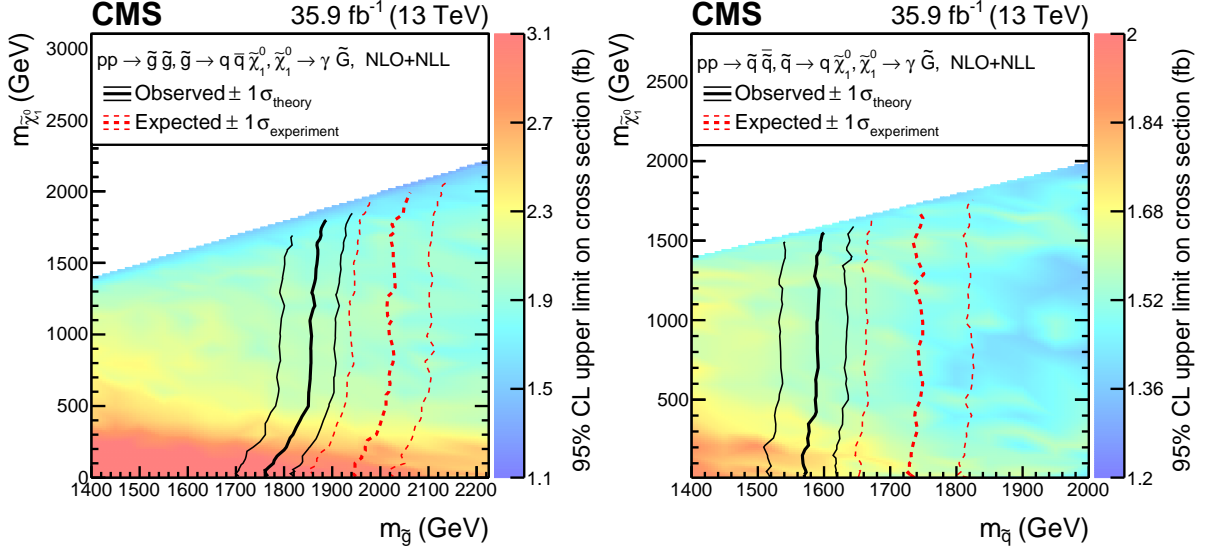 CMS 35.9 fb⁻¹ (13 TeV)
pp → g̃ g̃, g̃ → q q̄ χ̃⁰₁, χ̃⁰₁ → γ G̃, NLO+NLL
Observed ± 1σ_theory
Expected ± 1σ_experiment
m_χ̃⁰₁ (GeV)
3000
2500
2000
1500
1000
500
0
1400 1500 1600 1700 1800 1900 2000 2100 2200
m_g̃ (GeV)
3.1
2.7
2.3
1.9
1.5
1.1
95% CL upper limit on cross section (fb)
CMS 35.9 fb⁻¹ (13 TeV)
pp → q̃ q̃̄, q̃ → q χ̃⁰₁, χ̃⁰₁ → γ G̃, NLO+NLL
Observed ± 1σ_theory
Expected ± 1σ_experiment
m_χ̃⁰₁ (GeV)
2500
2000
1500
1000
500
0
1400 1500 1600 1700 1800 1900 2000
m_q̃ (GeV)
2
1.84
1.68
1.52
1.36
1.2
95% CL upper limit on cross section (fb)